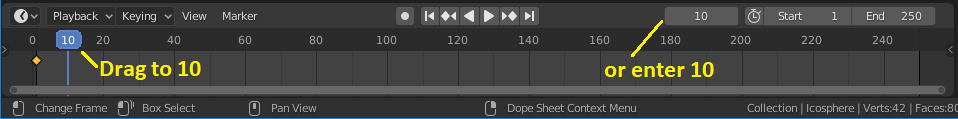 Playback Keying View Marker 10 Start 1 End 250
0 10 20 40 60 80 100 120 140 160 180 200 220 240
Drag to 10 or enter 10
Change Frame Box Select Pan View Dope Sheet Context Menu Collection | Icosphere | Verts:42 | Faces:80